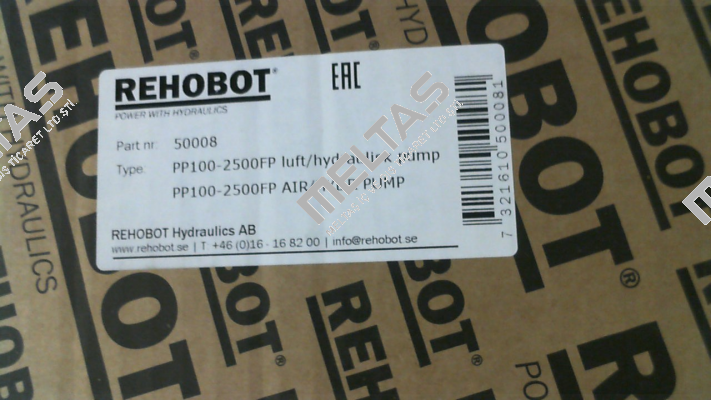 REHOBOT®
POWER WITH HYDRAULICS
EAC
Part nr: 50008
Type: PP100-2500FP luft/hydraulisk pump
PP100-2500FP AIR PUMP
REHOBOT Hydraulics AB
www.rehobot.se | T +46 (0)16 - 16 82 00 | info@rehobot.se
7 321610 500081
MELTAS
REHOBOT®
REHOBOT®
REHOBOT®
HYDRAULICS